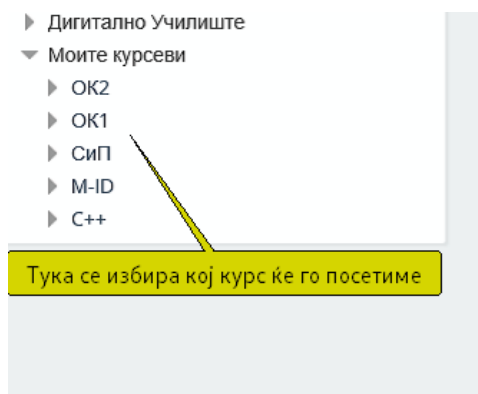 Дигитално Училиште
Моите курсеви
ОК2
ОК1
СиП
M-ID
C++
Тука се избира кој курс ќе го посетиме